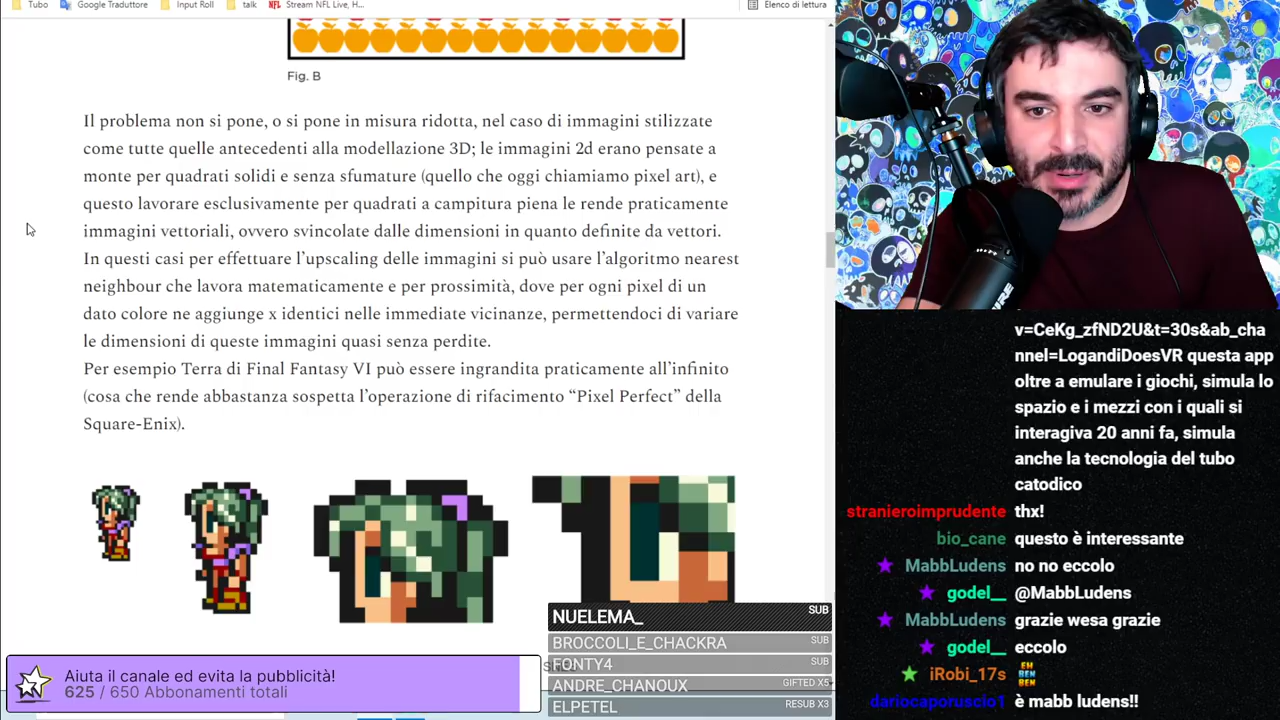 Tubo
Google Traduttore
Input Roll
talk
NFL
Stream NFL Live, H...
Elenco di lettura
Fig. B
Il problema non si pone, o si pone in misura ridotta, nel caso di immagini stilizzate
come tutte quelle antecedenti alla modellazione 3D; le immagini 2d erano pensate a
monte per quadrati solidi e senza sfumature (quello che oggi chiamiamo pixel art), e
questo lavorare esclusivamente per quadrati a campitura piena le rende praticamente
immagini vettoriali, ovvero svincolate dalle dimensioni in quanto definite da vettori.
In questi casi per effettuare l’upscaling delle immagini si può usare l’algoritmo nearest
neighbour che lavora matematicamente e per prossimità, dove per ogni pixel di un
dato colore ne aggiunge x identici nelle immediate vicinanze, permettendoci di variare
le dimensioni di queste immagini quasi senza perdite.
Per esempio Terra di Final Fantasy VI può essere ingrandita praticamente all’infinito
(cosa che rende abbastanza sospetta l’operazione di rifacimento “Pixel Perfect” della
Square-Enix).
NUELEMA_ SUB
BROCCOLI_E_CHACKRA SUB
FONTY4 SUB
ANDRE_CHANOUX GIFTED X5
ELPETEL RESUB X3
Aiuta il canale ed evita la pubblicità!
625 / 650 Abbonamenti totali
v=CeKg_zfND2U&t=30s&ab_cha
nnel=LogandiDoesVR questa app
oltre a emulare i giochi, simula lo
spazio e i mezzi con i quali si
interagiva 20 anni fa, simula
anche la tecnologia del tubo
catodico
stranieroimprudente thx!
bio_cane questo è interessante
MabbLudens no no eccolo
godel__ @MabbLudens
MabbLudens grazie wesa grazie
godel__ eccolo
iRobi_17s EH BEN BEN
dariocaporuscio1 è mabb ludens!!